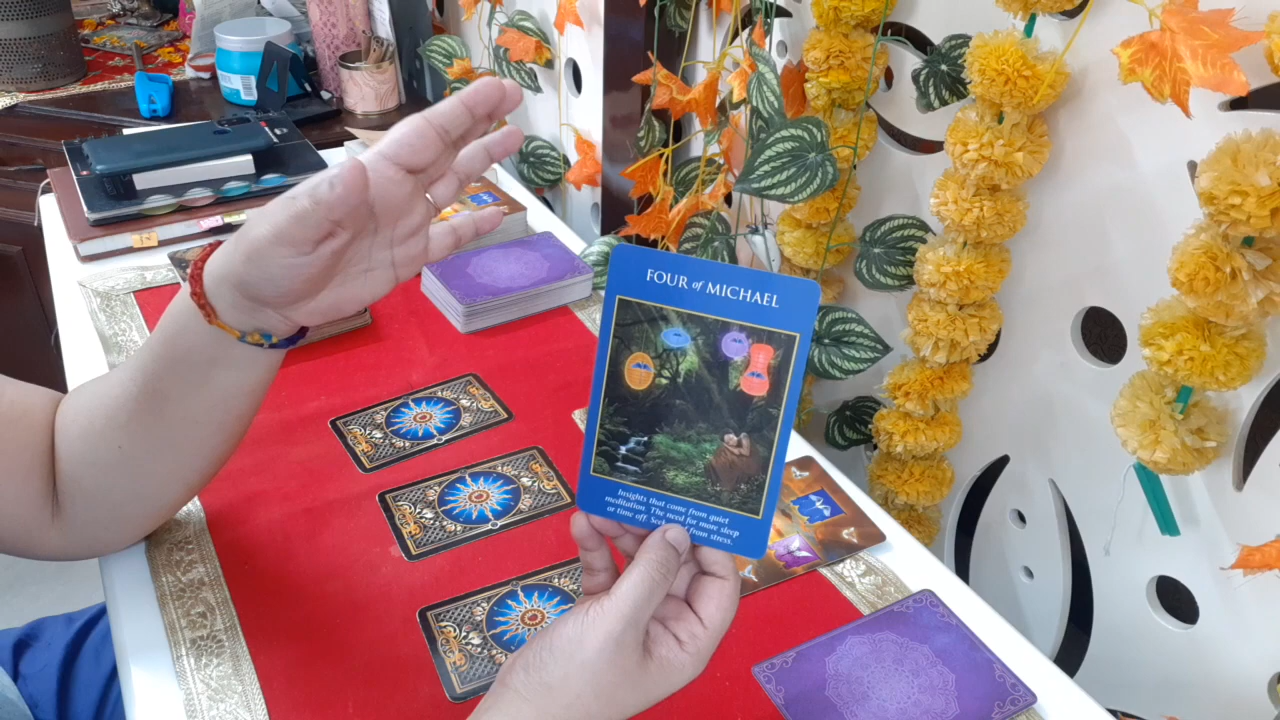 FOUR of MICHAEL
Insights that come from quiet
meditation. The need for more sleep
or time off. Seek from stress.